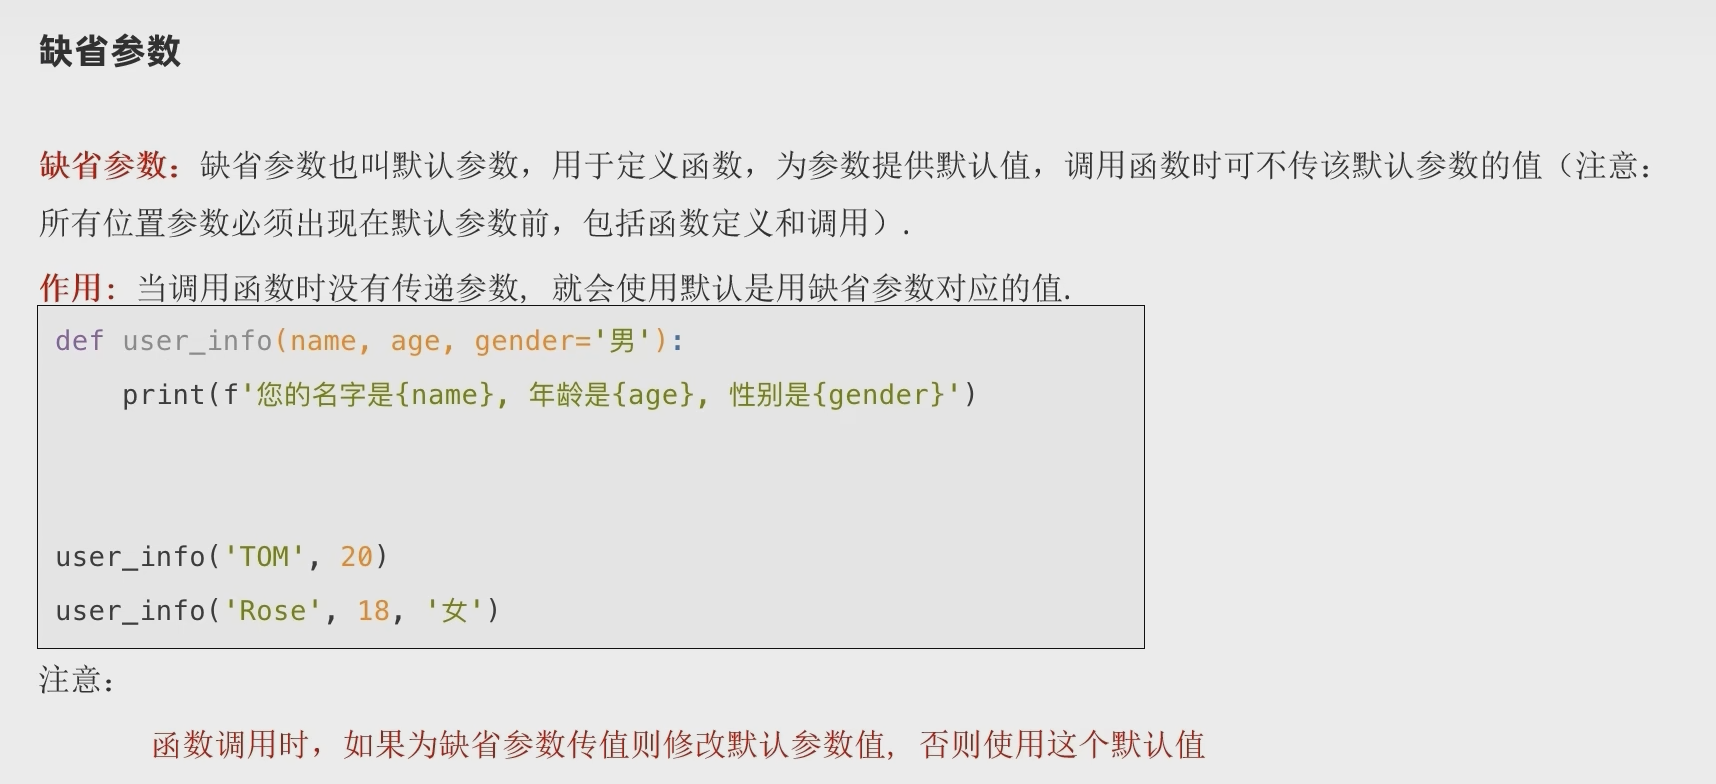 缺省参数
缺省参数：缺省参数也叫默认参数，用于定义函数，为参数提供默认值，调用函数时可不传该默认参数的值（注意：
所有位置参数必须出现在默认参数前，包括函数定义和调用）.
作用：当调用函数时没有传递参数, 就会使用默认是用缺省参数对应的值.
def user_info(name, age, gender='男'):
    print(f'您的名字是{name}, 年龄是{age}, 性别是{gender}')
user_info('TOM', 20)
user_info('Rose', 18, '女')
注意：
函数调用时，如果为缺省参数传值则修改默认参数值, 否则使用这个默认值